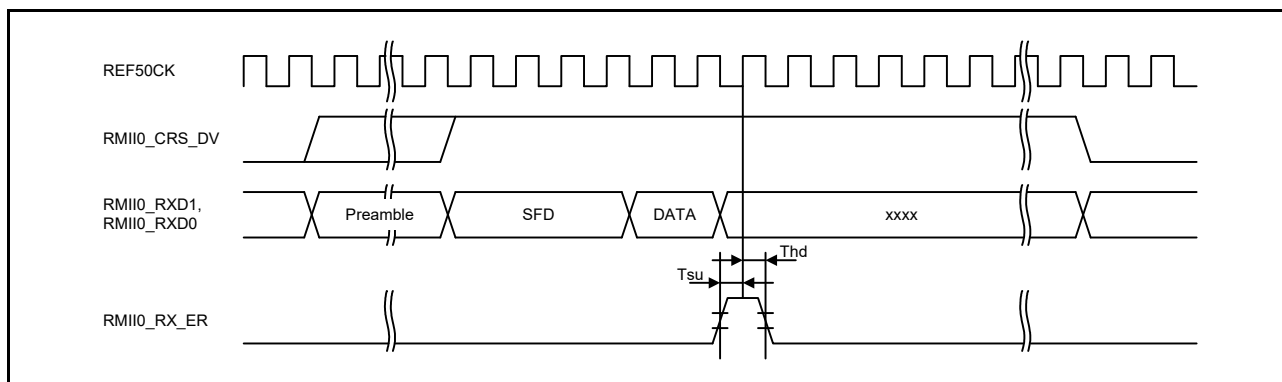 REF50CK
RMII0_CRS_DV
RMII0_RXD1,
RMII0_RXD0
Preamble
SFD
DATA
xxxx
Thd
Tsu
RMII0_RX_ER